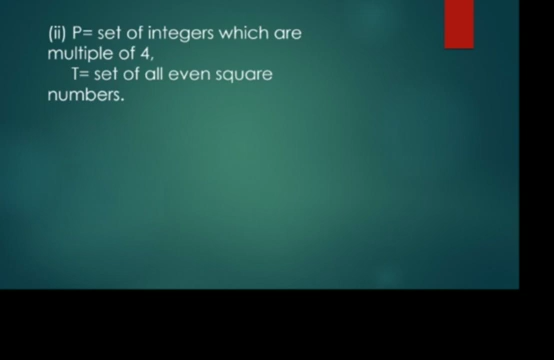 (ii) P= set of integers which are
multiple of 4,
T= set of all even square
numbers.